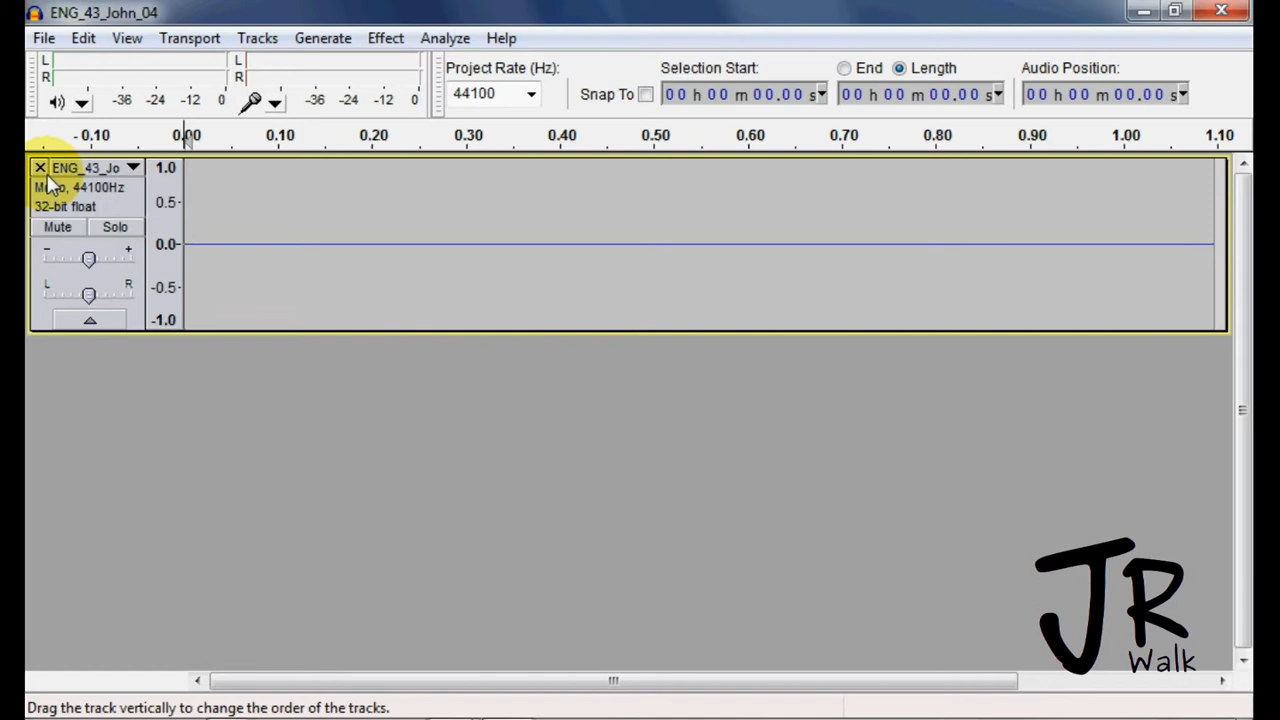 ENG_43_John_04
File Edit View Transport Tracks Generate Effect Analyze Help
L L
R R
-36 -24 -12 0 -36 -24 -12 0
Project Rate (Hz):
44100
Snap To
Selection Start:
00 h 00 m 00.00 s
End Length
00 h 00 m 00.00 s
Audio Position:
00 h 00 m 00.00 s
-0.10 0.00 0.10 0.20 0.30 0.40 0.50 0.60 0.70 0.80 0.90 1.00 1.10
ENG_43_Jo
Mono, 44100Hz
32-bit float
Mute Solo
- +
L R
1.0
0.5-
0.0-
-0.5-
-1.0
JR
Walk
Drag the track vertically to change the order of the tracks.